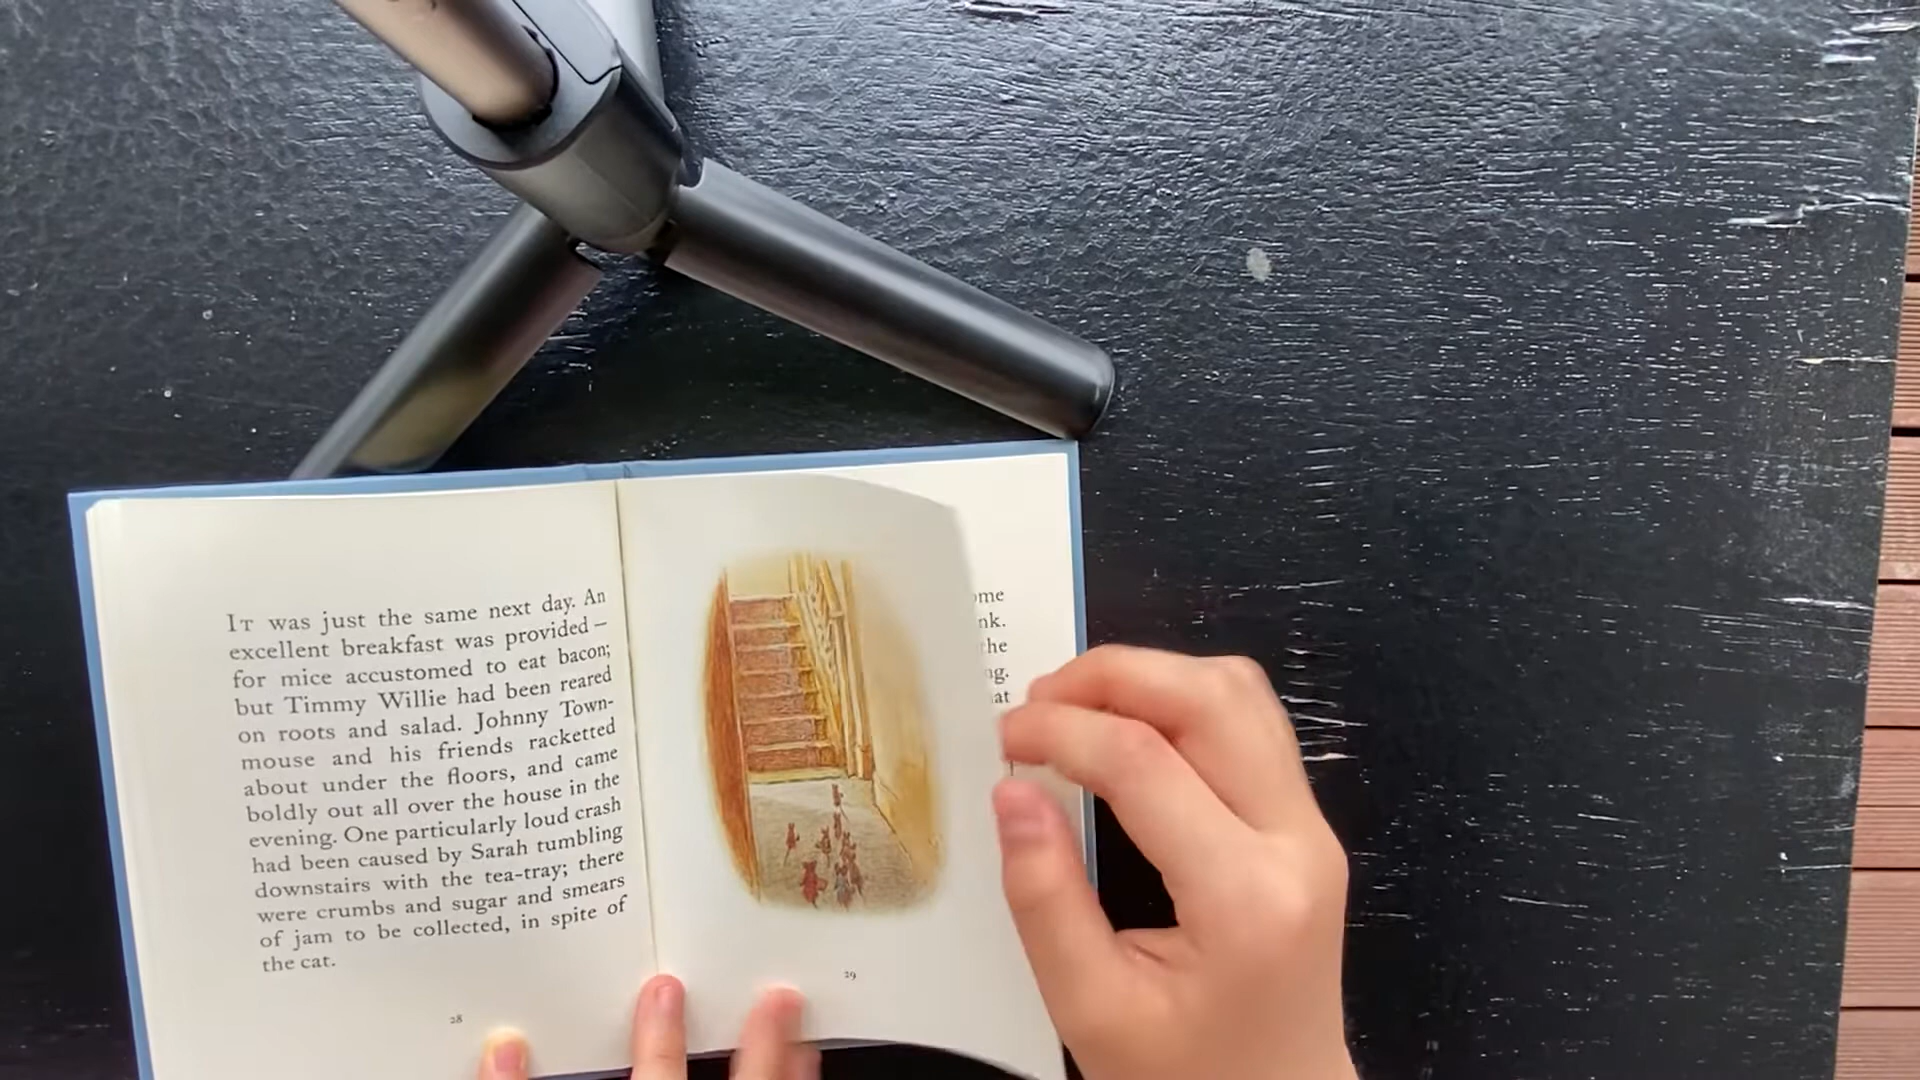 IT was just the same next day. An
excellent breakfast was provided –
for mice accustomed to eat bacon;
but Timmy Willie had been reared
on roots and salad. Johnny Town-
mouse and his friends racketted
about under the floors, and came
boldly out all over the house in the
evening. One particularly loud crash
had been caused by Sarah tumbling
downstairs with the tea-tray; there
were crumbs and sugar and smears
of jam to be collected, in spite of
the cat.
28
29